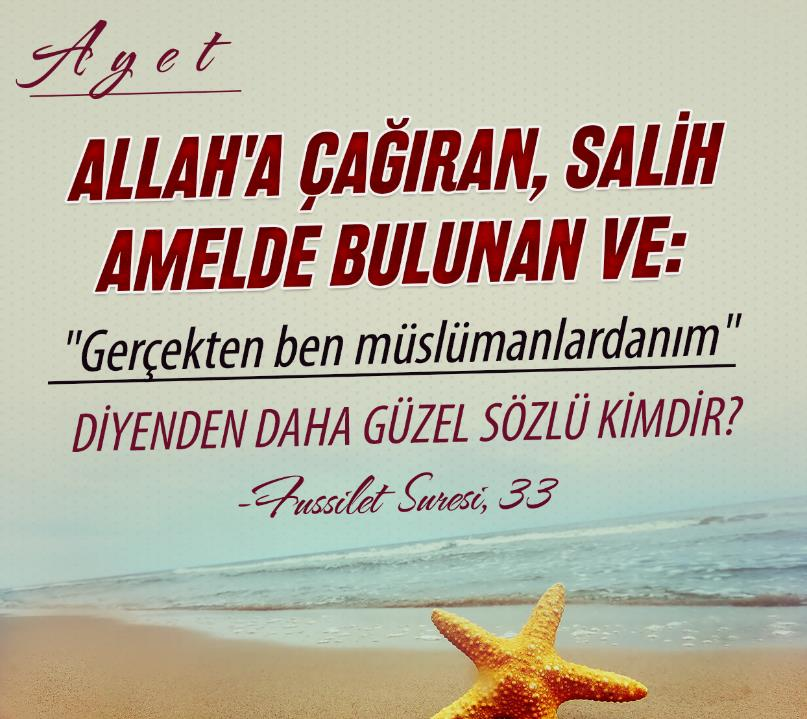 Ayet
ALLAH'A ÇAĞIRAN, SALİH
AMELDE BULUNAN VE:
"Gerçekten ben müslümanlardanım"
DİYENDEN DAHA GÜZEL SÖZLÜ KİMDİR?
-Fussilet Suresi, 33